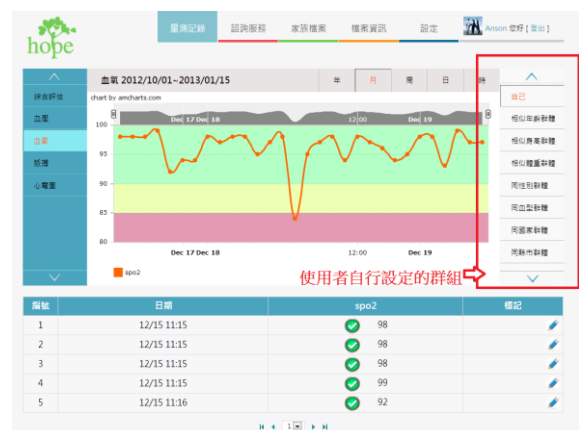 hope
量測記錄 諮詢服務 家族檔案 檔案資訊 設定 Anson 您好 [ 登出 ]
血氧 2012/10/01~2013/01/15 年 月 周 日 時
chart by amcharts.com
綜合評估
血壓
血氧
脈搏
心電圖
Dec 17 Dec 18 12:00 Dec 19
100
95
90
85
80
Dec 17 Dec 18 12:00 Dec 19
spo2
自己
相似年齡群體
相似身高群體
相似體重群體
同性別群體
同血型群體
同國家群體
同縣市群體
使用者自行設定的群組
編號 日期 spo2 標記
1 12/15 11:15 98
2 12/15 11:15 98
3 12/15 11:15 98
4 12/15 11:15 99
5 12/15 11:16 92
1